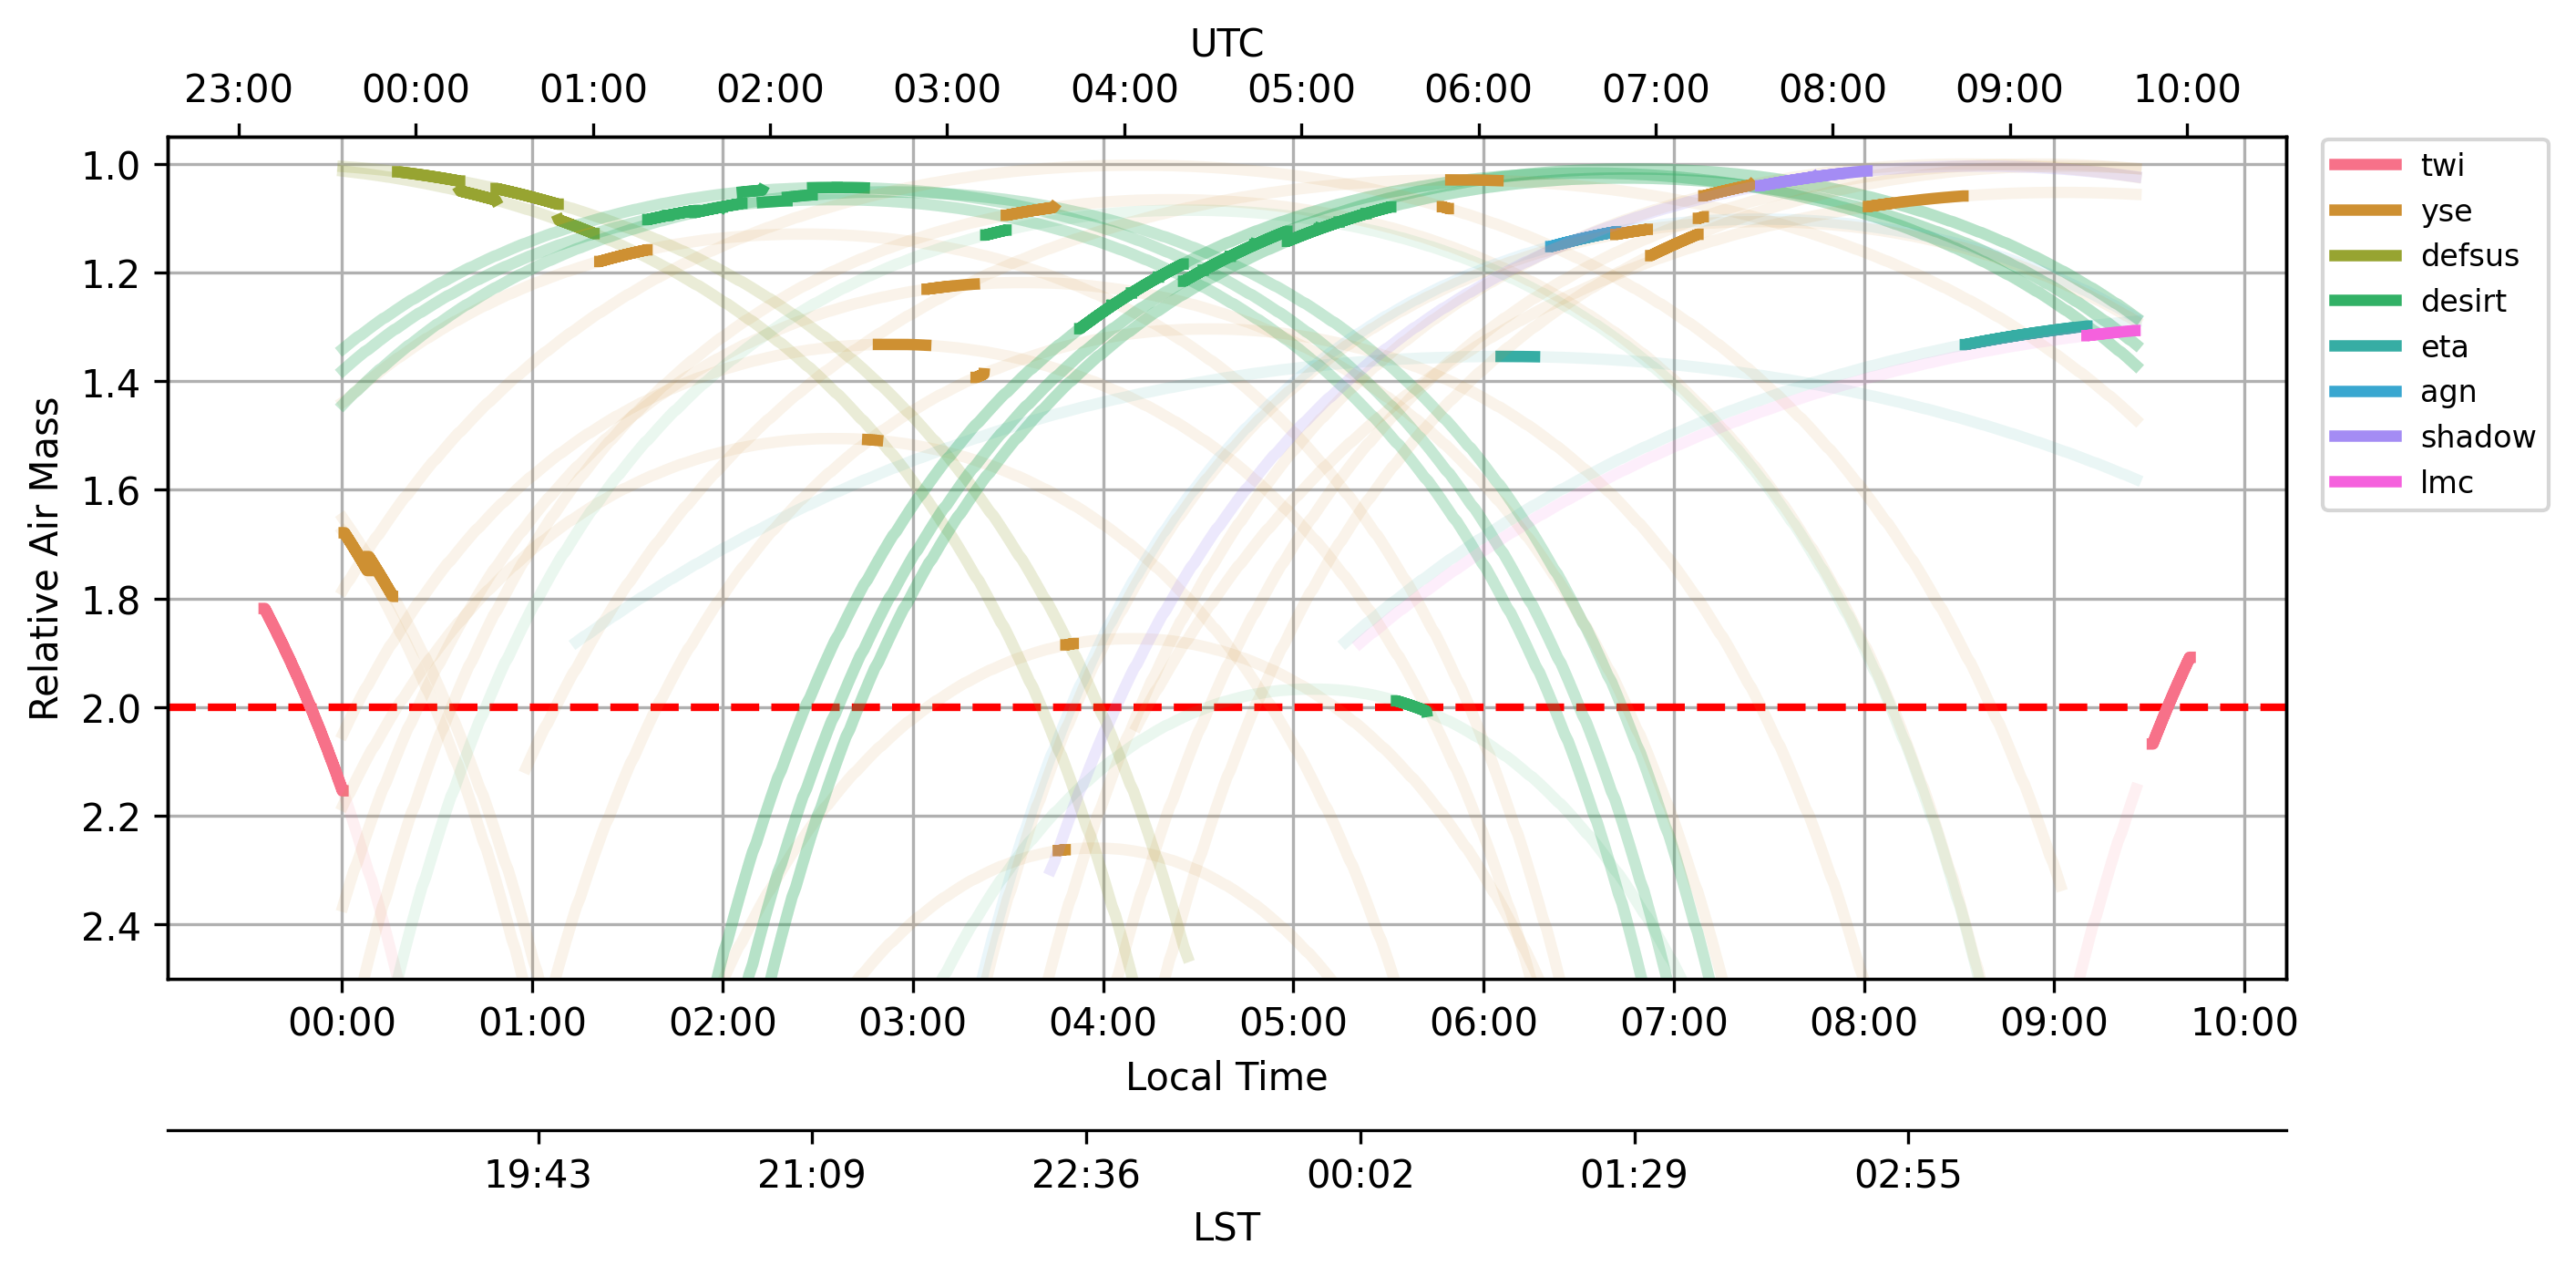 UTC
23:00 00:00 01:00 02:00 03:00 04:00 05:00 06:00 07:00 08:00 09:00 10:00
Relative Air Mass
1.0
1.2
1.4
1.6
1.8
2.0
2.2
2.4
twi
yse
defsus
desirt
eta
agn
shadow
lmc
00:00 01:00 02:00 03:00 04:00 05:00 06:00 07:00 08:00 09:00 10:00
Local Time
19:43 21:09 22:36 00:02 01:29 02:55
LST